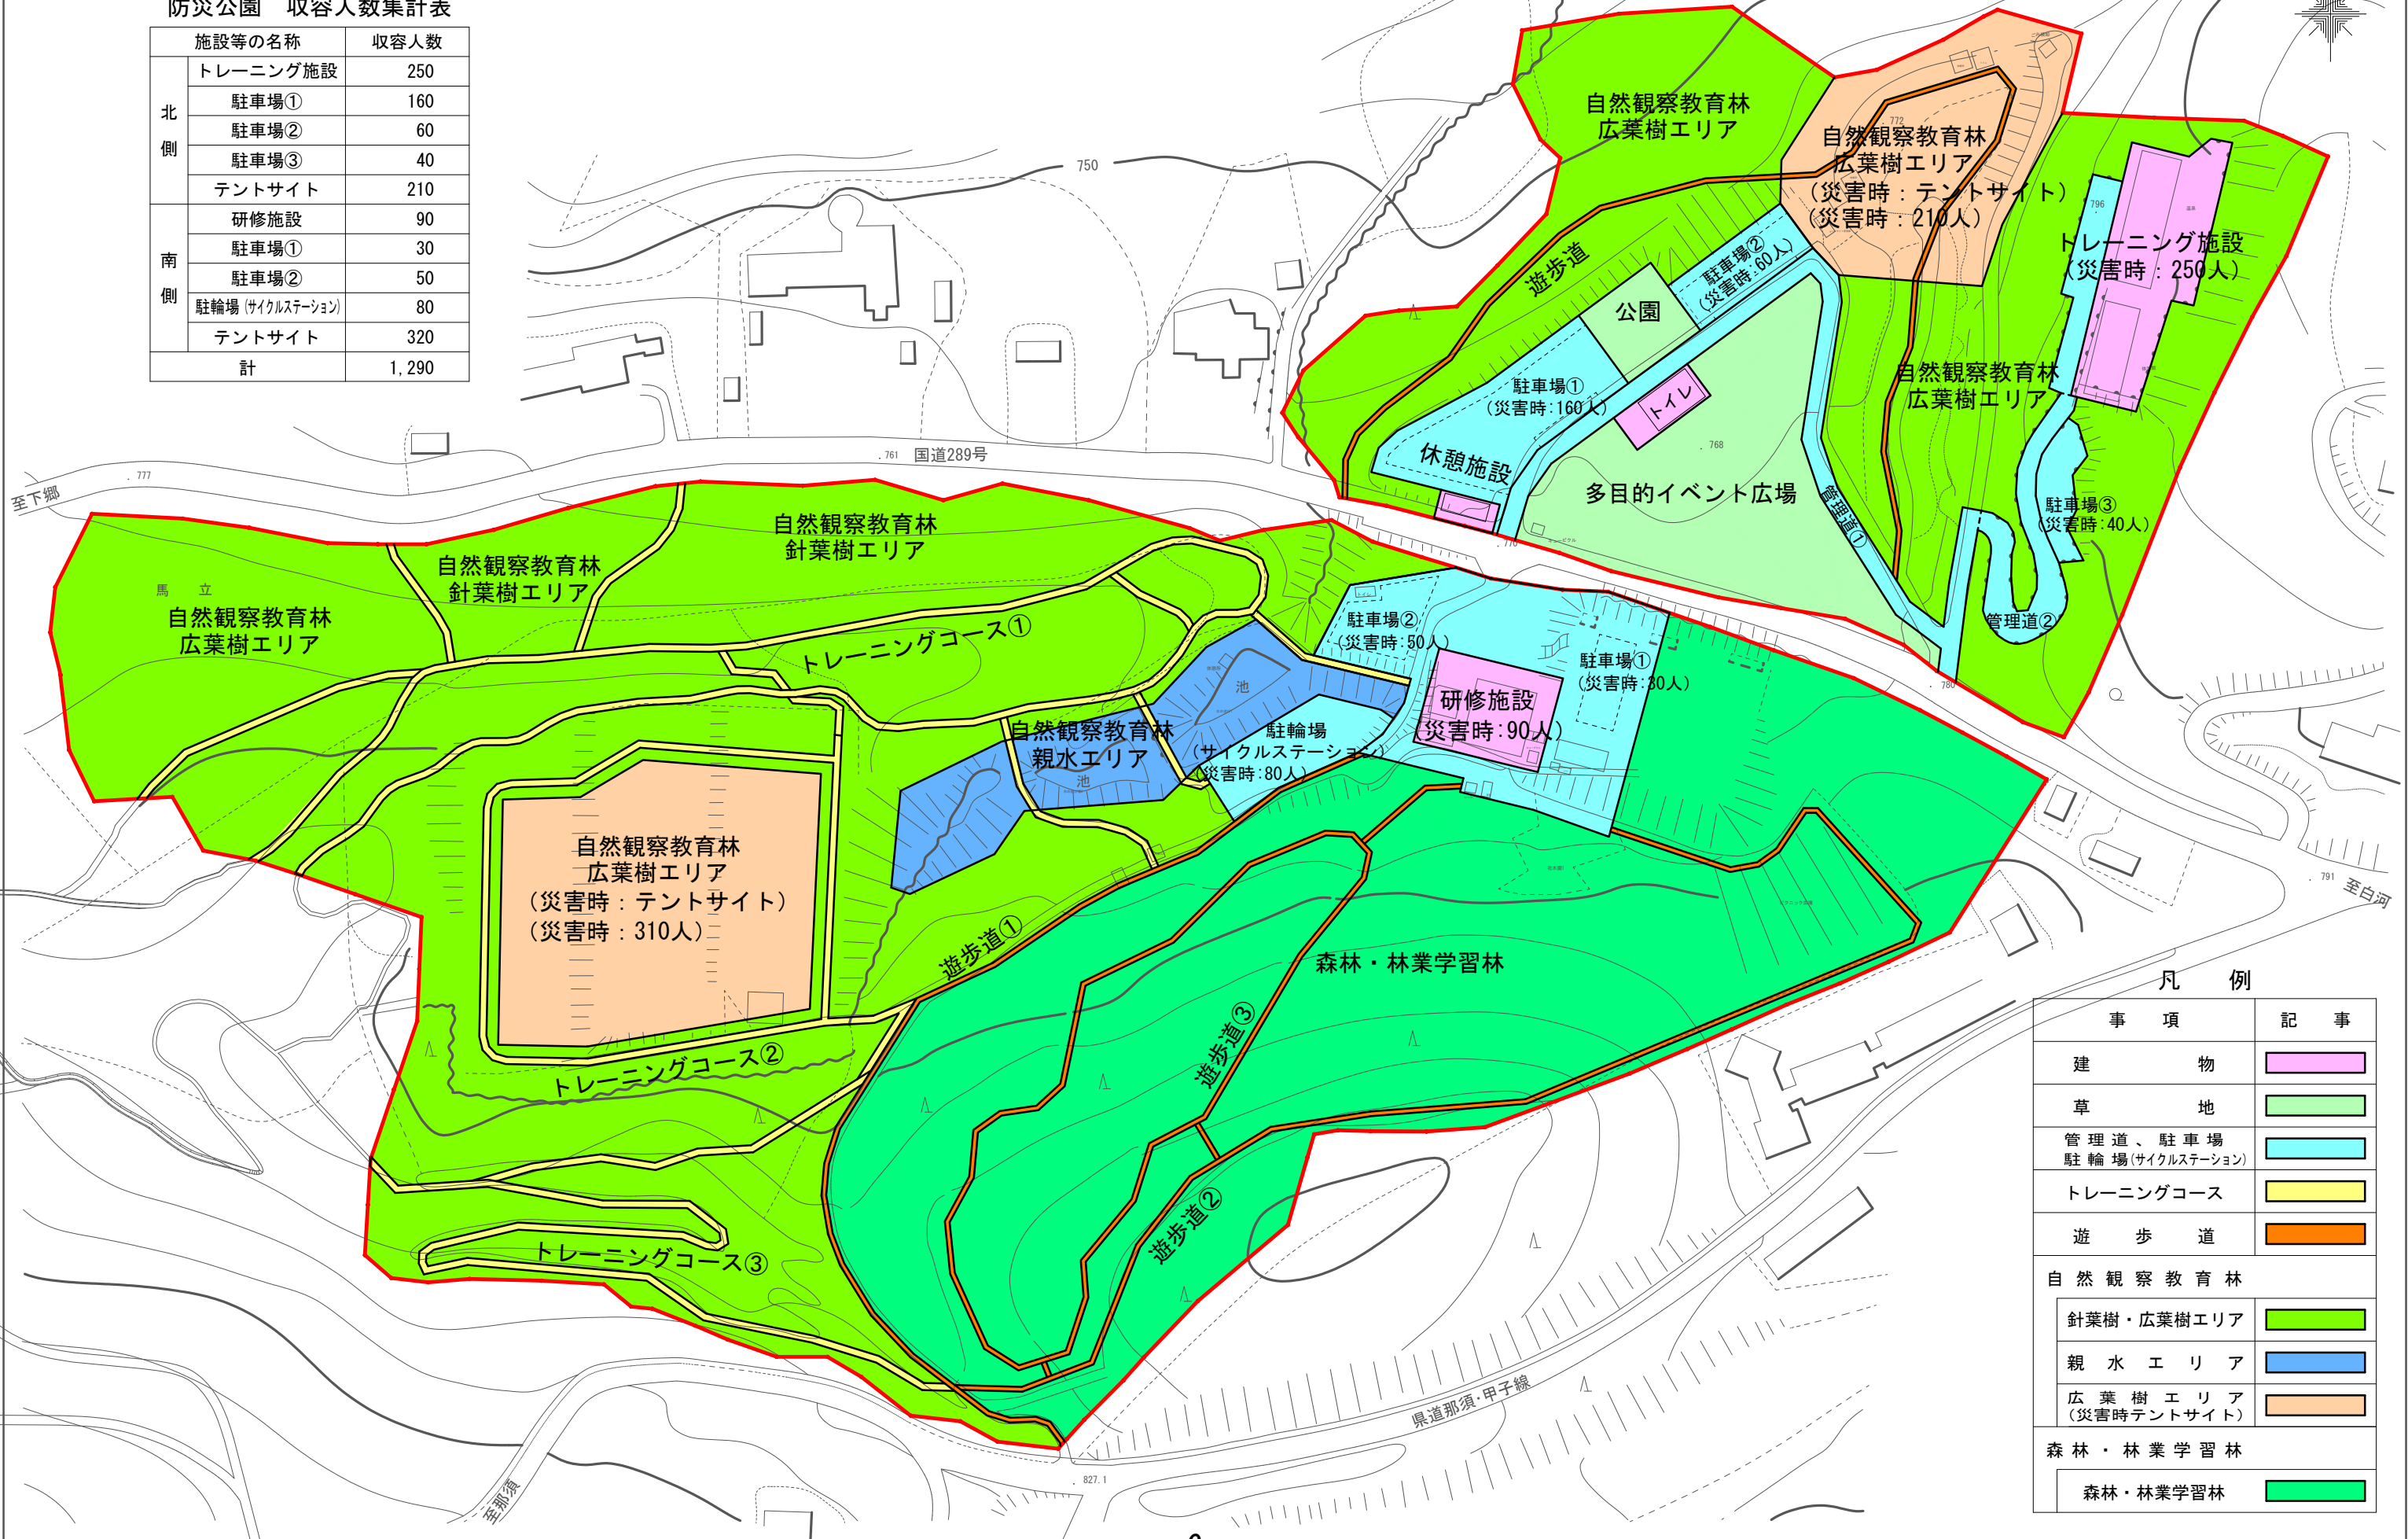 防災公園　収容人数集計表
施設等の名称　収容人数
北側
トレーニング施設　250
駐車場①　160
駐車場②　60
駐車場③　40
テントサイト　210
南側
研修施設　90
駐車場①　30
駐車場②　50
駐輪場(サイクルステーション)　80
テントサイト　320
計　1,290
750
自然観察教育林
広葉樹エリア
772
自然観察教育林
広葉樹エリア
(災害時：テントサイト)
(災害時：210人)
796
トレーニング施設
(災害時：250人)
遊歩道
駐車場②
(災害時:60人)
公園
駐車場①
(災害時:160人)
トイレ
自然観察教育林
広葉樹エリア
768
休憩施設
多目的イベント広場
管理道①
駐車場③
(災害時:40人)
管理道②
770
780
777
761
国道289号
至下郷
自然観察教育林
針葉樹エリア
自然観察教育林
針葉樹エリア
馬　立
自然観察教育林
広葉樹エリア
トレーニングコース①
駐車場②
(災害時:50人)
駐車場①
(災害時:30人)
研修施設
(災害時:90人)
池
自然観察教育林
親水エリア
池
駐輪場
(サイクルステーション)
(災害時:80人)
自然観察教育林
広葉樹エリア
(災害時：テントサイト)
(災害時：310人)
遊歩道①
森林・林業学習林
遊歩道③
トレーニングコース②
遊歩道②
トレーニングコース③
県道那須・甲子線
827.1
至那須
791
至白河
凡　例
事　項　記　事
建　物
草　地
管理道、駐車場
駐輪場(サイクルステーション)
トレーニングコース
遊　歩　道
自然観察教育林
針葉樹・広葉樹エリア
親水エリア
広葉樹エリア
(災害時テントサイト)
森林・林業学習林
森林・林業学習林